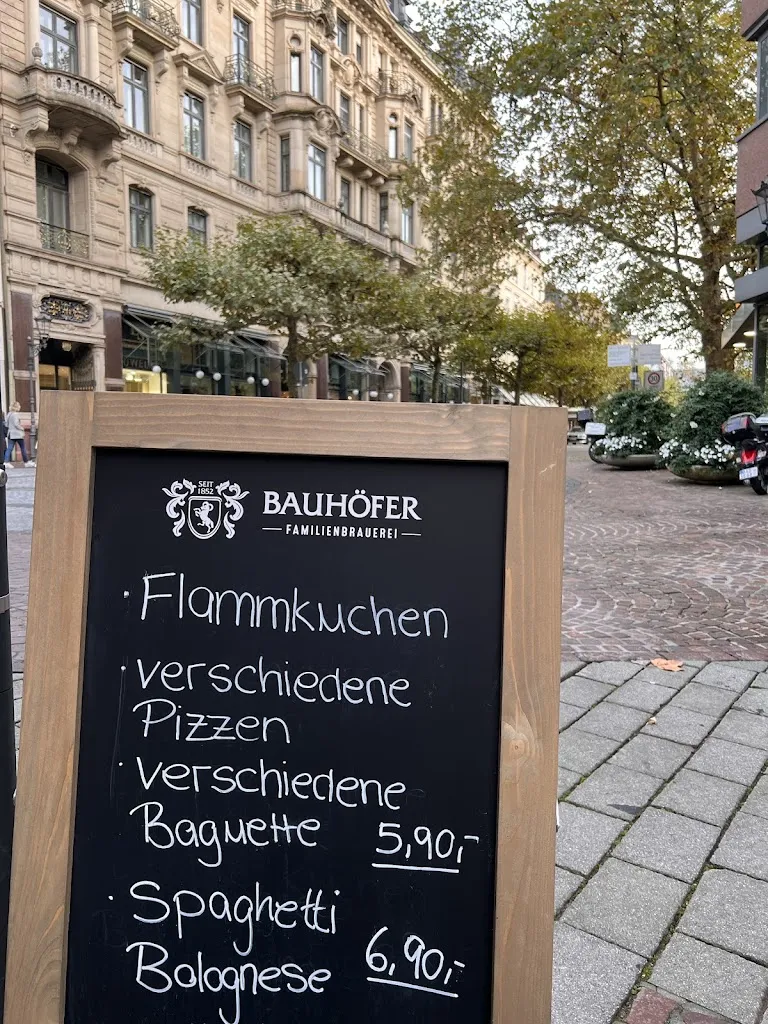 SEIT
1852
BAUHÖFER
FAMILIENBRAUEREI
· Flammkuchen
· verschiedene
Pizzen
· verschiedene
Baguette 5,90,-
· Spaghetti
Bolognese 6,90,-